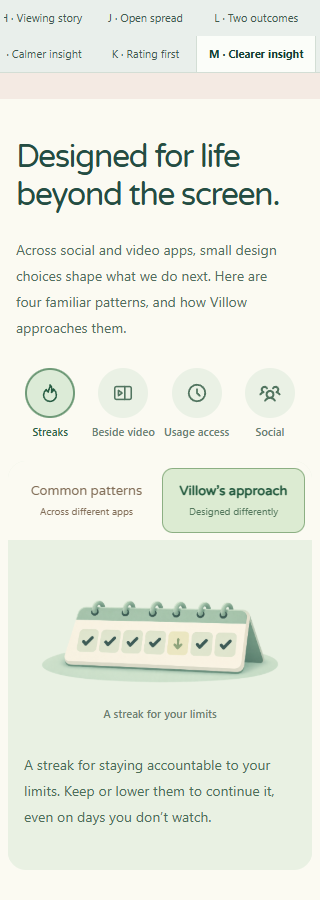 · Viewing story J · Open spread L · Two outcomes
· Calmer insight K · Rating first M · Clearer insight
Designed for life
beyond the screen.
Across social and video apps, small design
choices shape what we do next. Here are
four familiar patterns, and how Villow
approaches them.
Streaks Beside video Usage access Social
Common patterns Villow's approach
Across different apps Designed differently
A streak for your limits
A streak for staying accountable to your
limits. Keep or lower them to continue it,
even on days you don't watch.